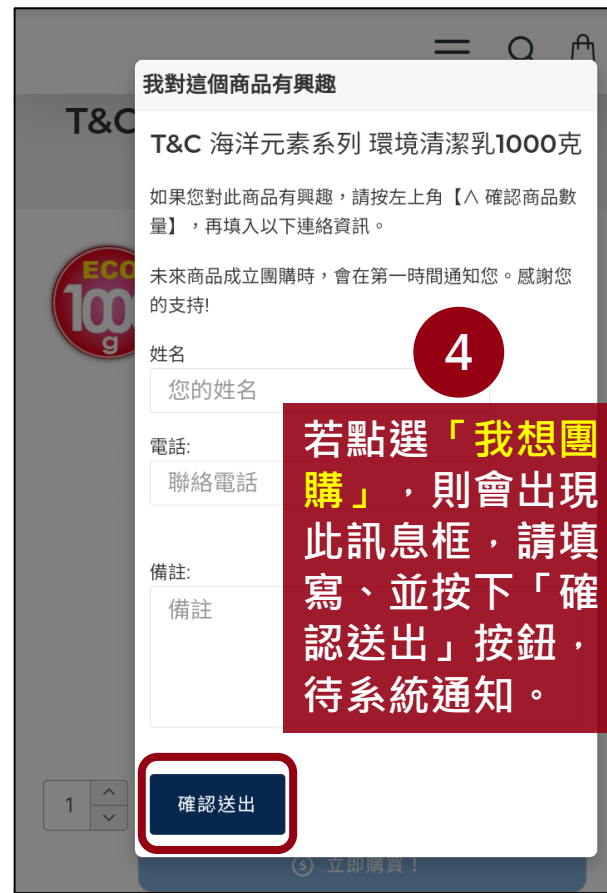 我對這個商品有興趣
T&C
T&C 海洋元素系列 環境清潔乳1000克
如果您對此商品有興趣，請按左上角【∧ 確認商品數
量】，再填入以下連絡資訊。
未來商品成立團購時，會在第一時間通知您。感謝您
的支持!
ECO
100
g
姓名
您的姓名
4
電話:
聯絡電話
若點選「我想團
購」，則會出現
此訊息框，請填
寫、並按下「確
認送出」按鈕，
待系統通知。
備註:
備註
1
確認送出
立即購買！